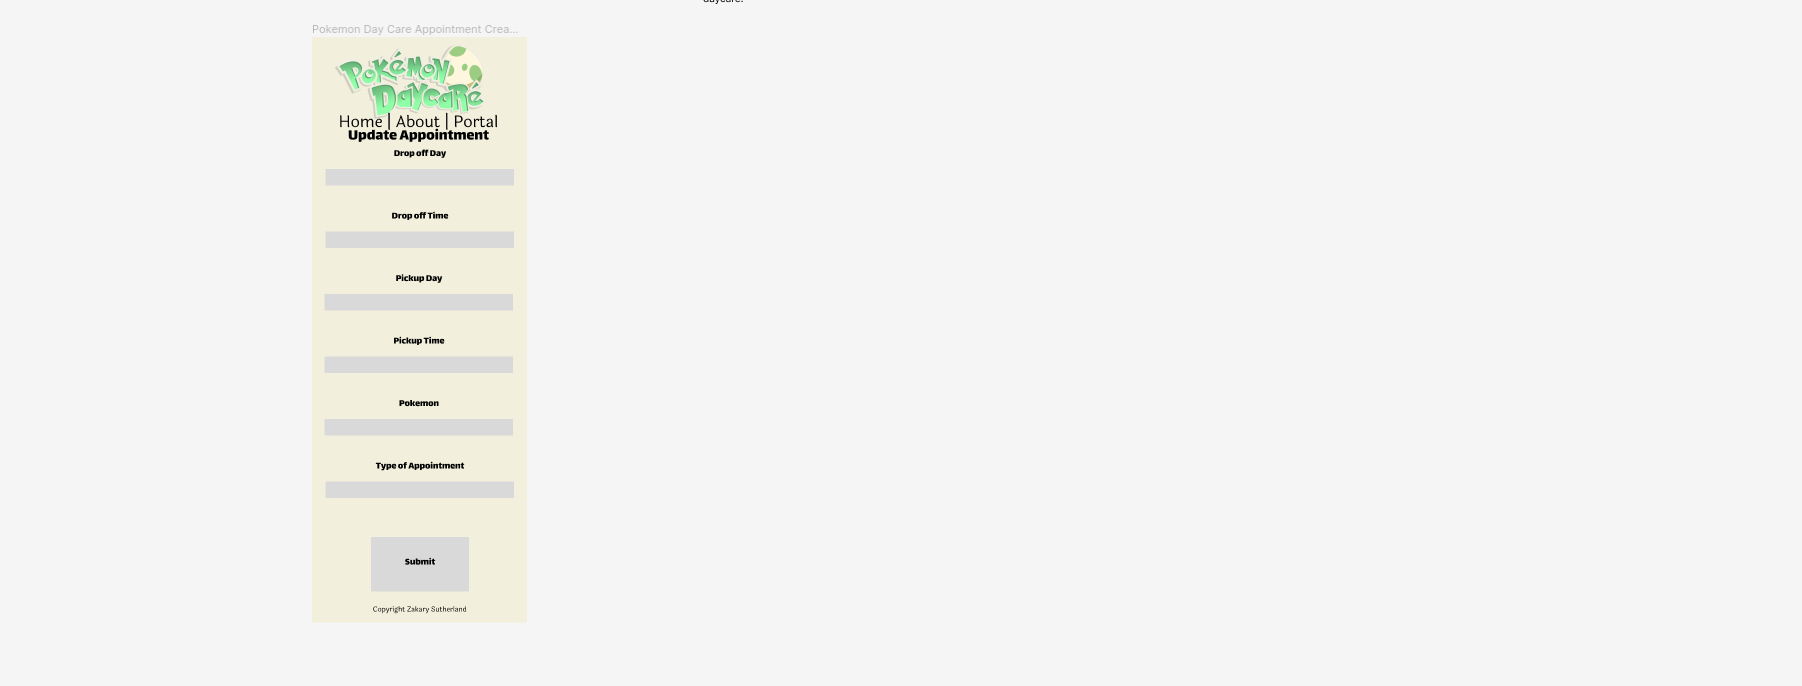 daycare.
Pokemon Day Care Appointment Crea...
Pokémon
Daycaré
Home | About | Portal
Update Appointment
Drop off Day
Drop off Time
Pickup Day
Pickup Time
Pokemon
Type of Appointment
Submit
Copyright Zakary Sutherland